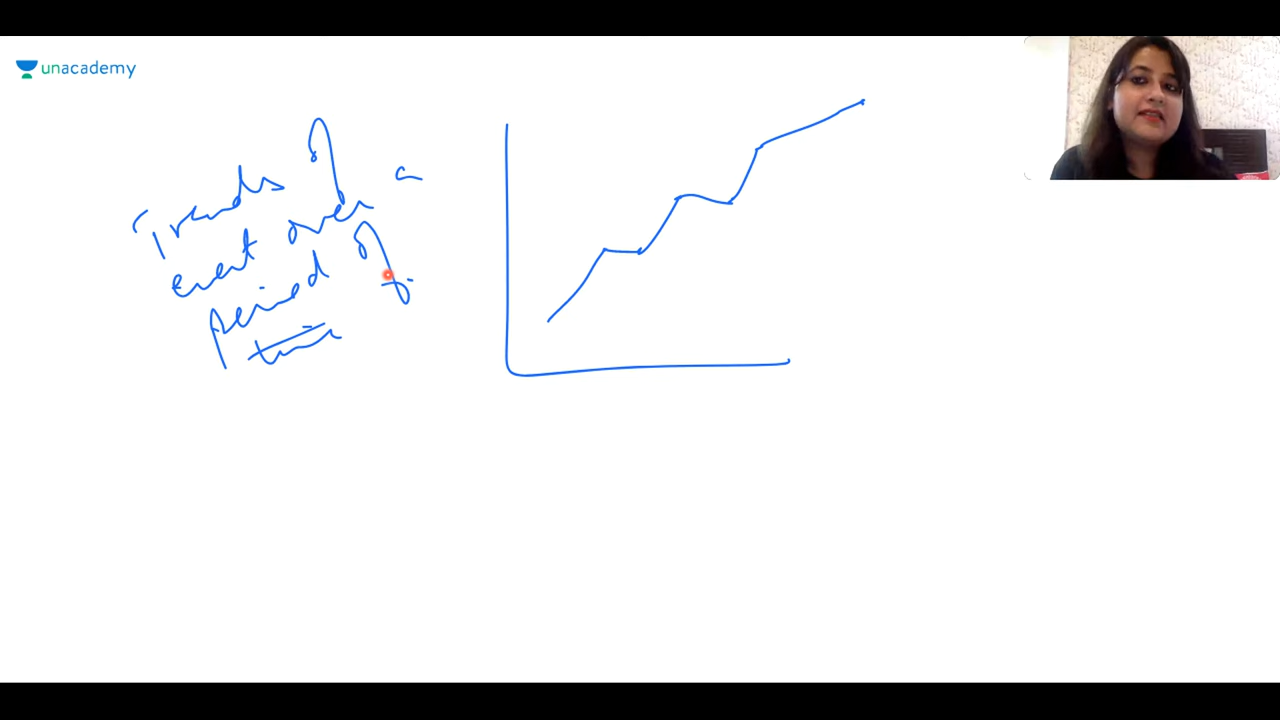 unacademy
Trends of a
event over
period of
time